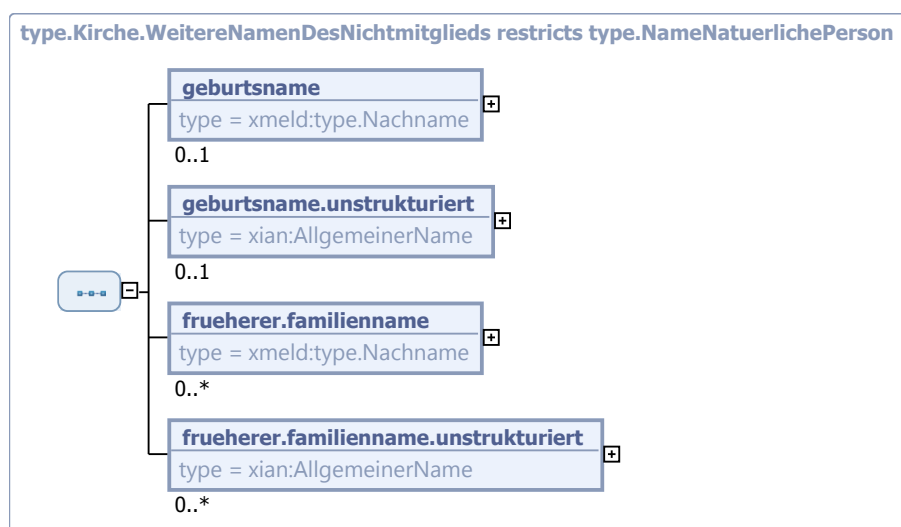 type.Kirche.WeitereNamenDesNichtmitglieds restricts type.NameNatuerlichePerson
geburtsname
type = xmeld:type.Nachname
0..1
geburtsname.unstrukturiert
type = xian:AllgemeinerName
0..1
frueherer.familienname
type = xmeld:type.Nachname
0..*
frueherer.familienname.unstrukturiert
type = xian:AllgemeinerName
0..*